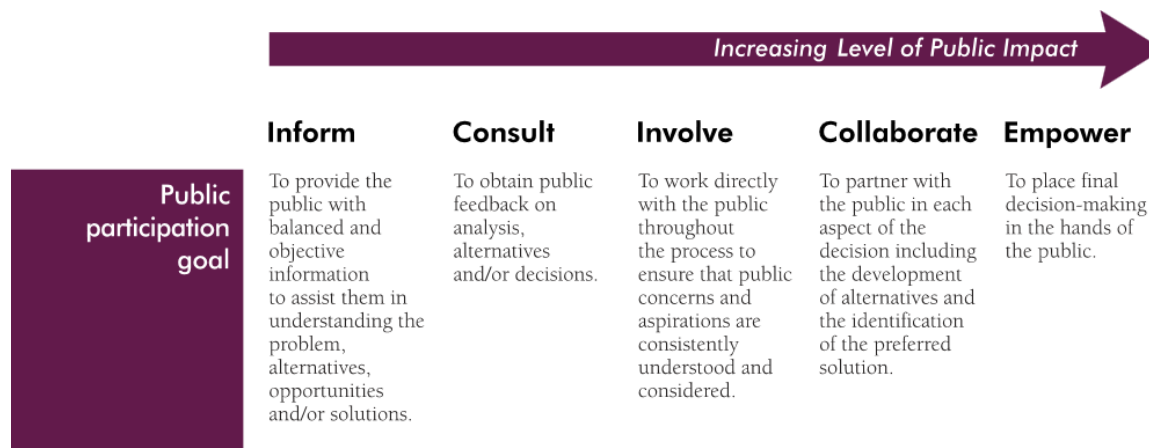 Increasing Level of Public Impact
Inform
Consult
Involve
Collaborate
Empower
Public
participation
goal
To provide the
public with
balanced and
objective
information
to assist them in
understanding the
problem,
alternatives,
opportunities
and/or solutions.
To obtain public
feedback on
analysis,
alternatives
and/or decisions.
To work directly
with the public
throughout
the process to
ensure that public
concerns and
aspirations are
consistently
understood and
considered.
To partner with
the public in each
aspect of the
decision including
the development
of alternatives and
the identification
of the preferred
solution.
To place final
decision-making
in the hands of
the public.